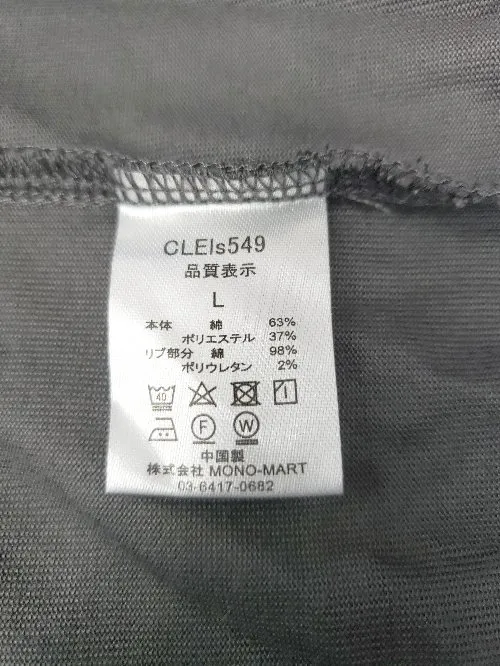 CLEIs549
品質表示
L
本体 綿 63%
ポリエステル 37%
リブ部分 綿 98%
ポリウレタン 2%
40
F W
中国製
株式会社 MONO-MART
03-6417-0682